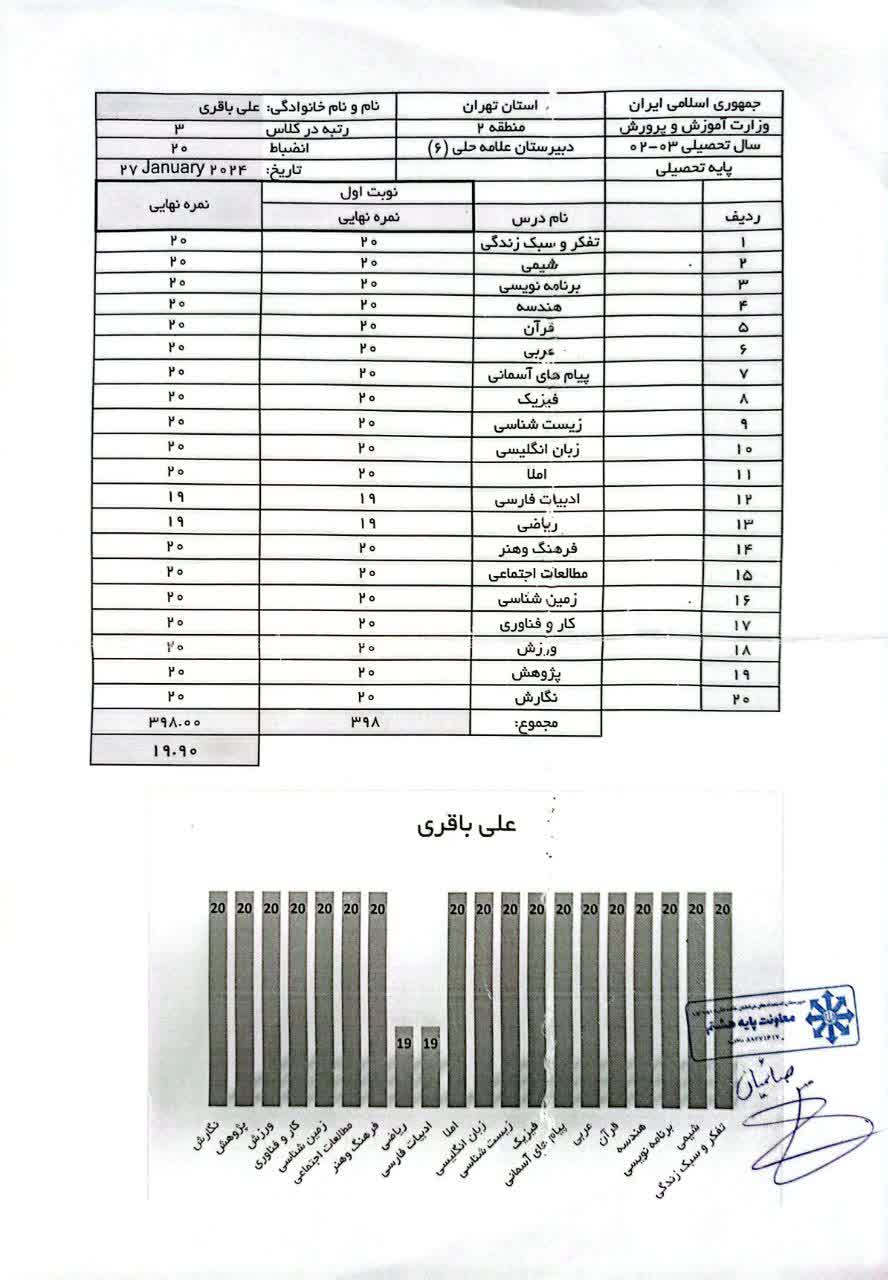 جمهوری اسلامی ایران استان تهران نام و نام خانوادگی: علی باقری
وزارت آموزش و پرورش منطقه ۲ رتبه در کلاس ۳
سال تحصیلی ۰۳-۰۲ دبیرستان علامه حلی (۶) انضباط ۲۰
پایه تحصیلی تاریخ: ۲۷ January ۲۰۲۴
نوبت اول
ردیف نام درس نمره نهایی نمره نهایی
۱ تفکر و سبک زندگی ۲۰ ۲۰
۲ شیمی ۲۰ ۲۰
۳ برنامه نویسی ۲۰ ۲۰
۴ هندسه ۲۰ ۲۰
۵ قرآن ۲۰ ۲۰
۶ عربی ۲۰ ۲۰
۷ پیام های آسمانی ۲۰ ۲۰
۸ فیزیک ۲۰ ۲۰
۹ زیست شناسی ۲۰ ۲۰
۱۰ زبان انگلیسی ۲۰ ۲۰
۱۱ املا ۲۰ ۲۰
۱۲ ادبیات فارسی ۱۹ ۱۹
۱۳ ریاضی ۱۹ ۱۹
۱۴ فرهنگ وهنر ۲۰ ۲۰
۱۵ مطالعات اجتماعی ۲۰ ۲۰
۱۶ زمین شناسی ۲۰ ۲۰
۱۷ کار و فناوری ۲۰ ۲۰
۱۸ ورزش ۲۰ ۲۰
۱۹ پژوهش ۲۰ ۲۰
۲۰ نگارش ۲۰ ۲۰
مجموع: ۳۹۸ ۳۹۸.۰۰
۱۹.۹۰
علی باقری
20 20 20 20 20 20 20 19 19 20 20 20 20 20 20 20 20 20 20 20
تفکر و سبک زندگی شیمی برنامه نویسی هندسه قرآن عربی پیام های آسمانی فیزیک زیست شناسی زبان انگلیسی املا ادبیات فارسی ریاضی فرهنگ وهنر مطالعات اجتماعی زمین شناسی کار و فناوری ورزش پژوهش نگارش
معاونت پایه هشتم